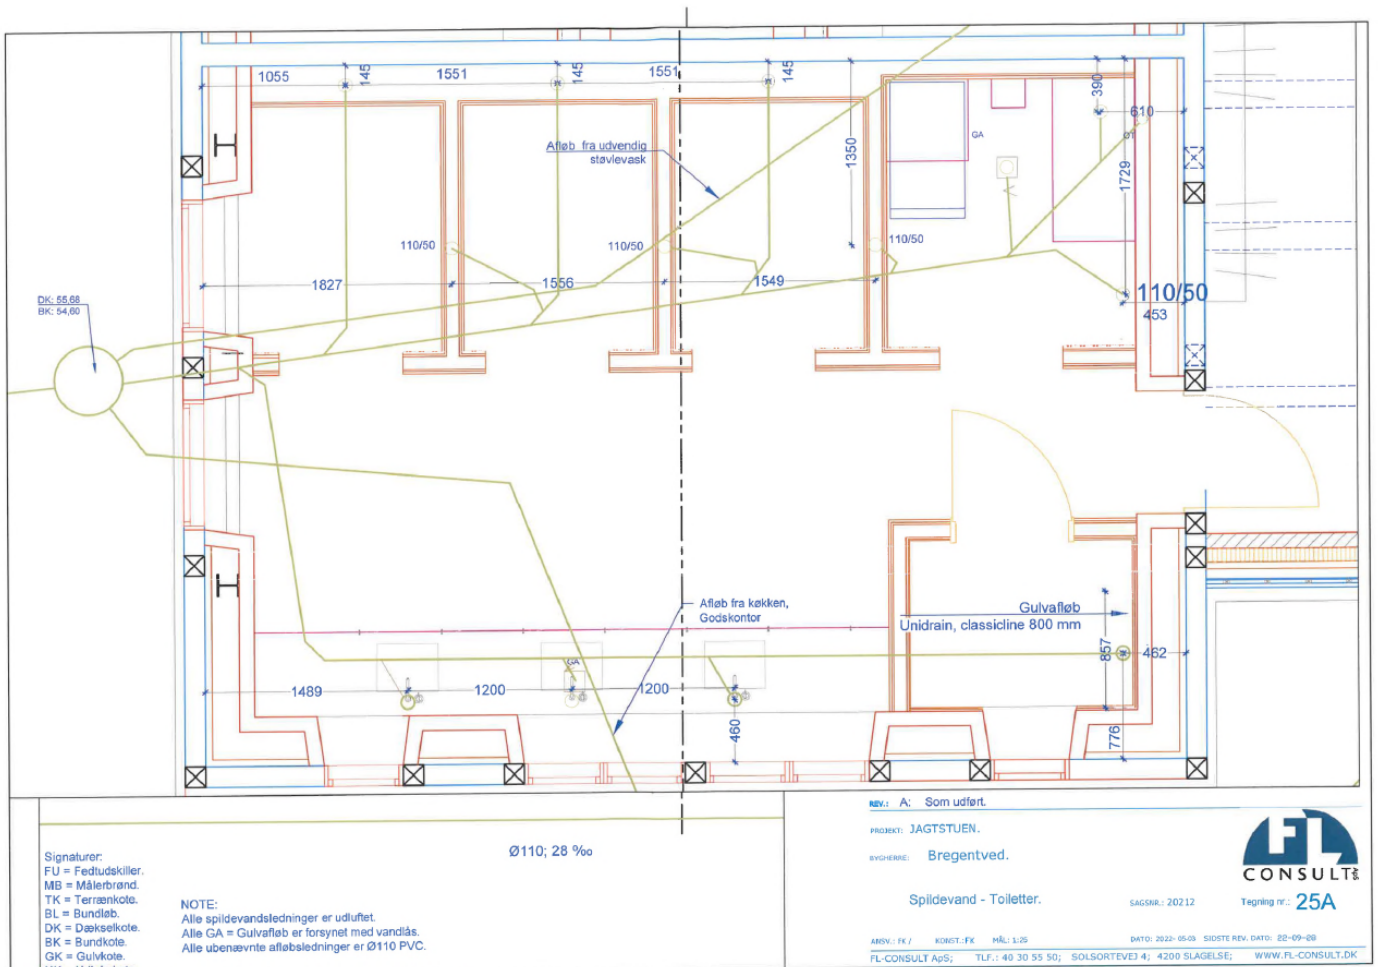 1055
145
1551
145
1551
145
390
610
GA
Afløb fra udvendig
støvlevask
1350
1729
110/50
110/50
110/50
1827
1556
1549
110/50
453
DK: 55,68
BK: 54,60
H
H
Afløb fra køkken,
Godskontor
Gulvafløb
Unidrain, classicline 800 mm
857
462
GA
1489
1200
1200
460
776
Ø110; 28 ‰
Signaturer:
FU = Fedtudskiller.
MB = Målerbrønd.
TK = Terrænkote.
BL = Bundløb.
DK = Dækselkote.
BK = Bundkote.
GK = Gulvkote.
NOTE:
Alle spildevandsledninger er udluftet.
Alle GA = Gulvafløb er forsynet med vandlås.
Alle ubenævnte afløbsledninger er Ø110 PVC.
REV.: A: Som udført.
PROJEKT: JAGTSTUEN.
BYGHERRE: Bregentved.
FL
CONSULT ApS
Spildevand - Toiletter.
SAGSNR.: 20212
Tegning nr.: 25A
ANSV.: FK / KONST.: FK MÅL: 1:25
DATO: 2022-05-03 SIDSTE REV. DATO: 22-09-28
FL-CONSULT ApS; TLF.: 40 30 55 50; SOLSORTEVEJ 4; 4200 SLAGELSE; WWW.FL-CONSULT.DK